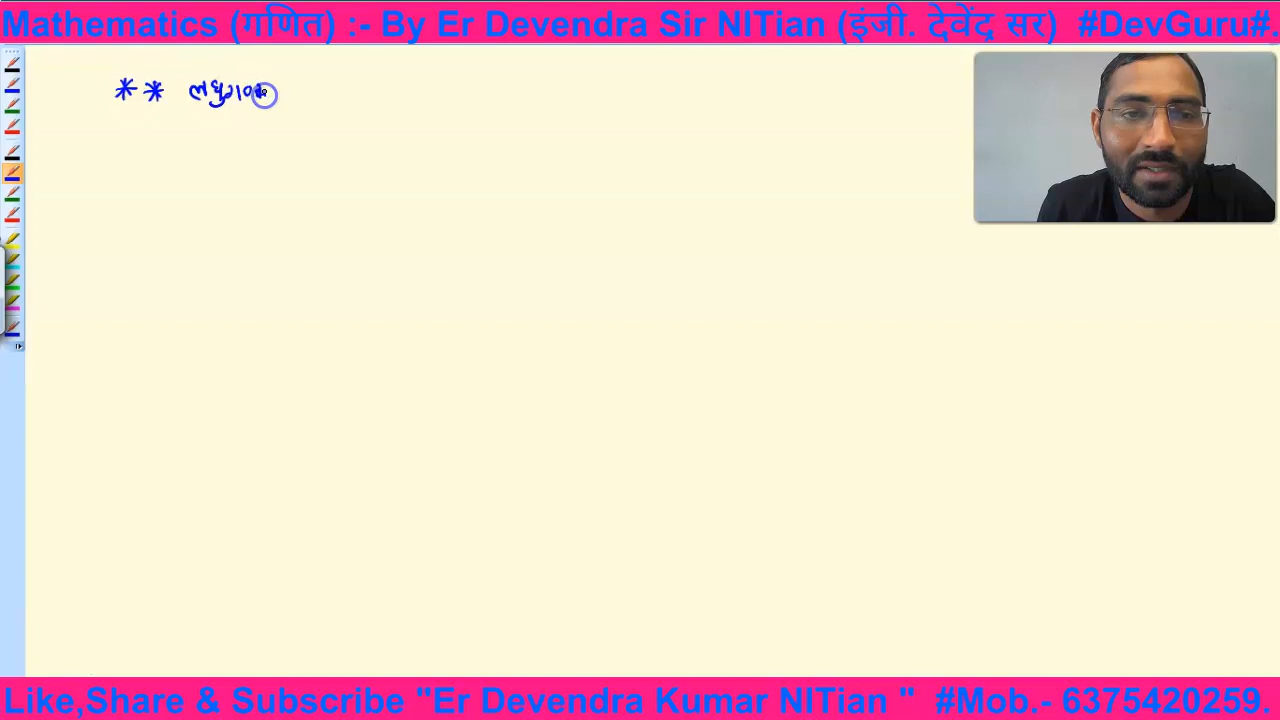 Mathematics (गणित) :- By Er Devendra Sir NITian (इंजी. देवेंद्र सर) #DevGuru#.
** लघुगणक
Like,Share & Subscribe "Er Devendra Kumar NITian " #Mob.- 6375420259.